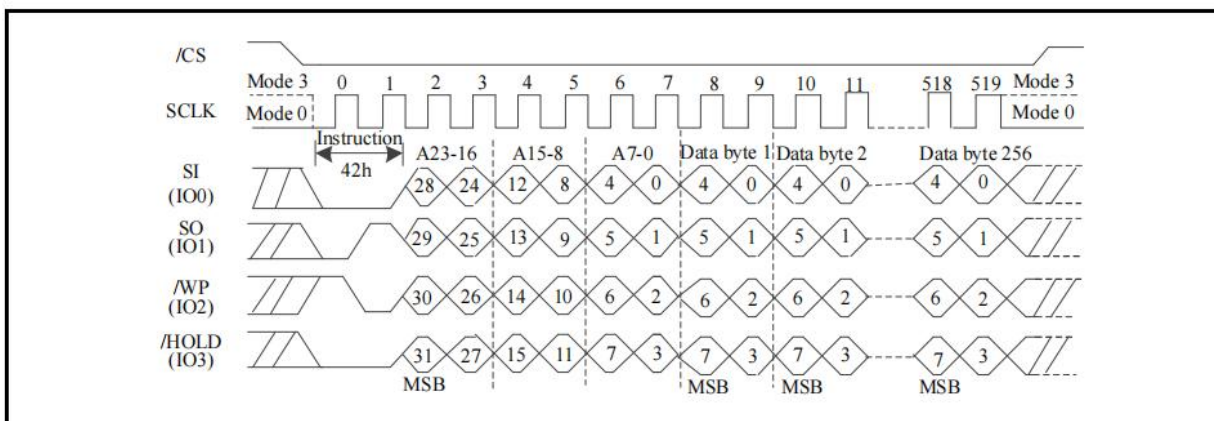 /CS
Mode 3 0 1 2 3 4 5 6 7 8 9 10 11 518 519 Mode 3
SCLK Mode 0 Mode 0
Instruction
42h A23-16 A15-8 A7-0 Data byte 1 Data byte 2 Data byte 256
SI
(IO0) 28 24 12 8 4 0 4 0 4 0 4 0
SO
(IO1) 29 25 13 9 5 1 5 1 5 1 5 1
/WP
(IO2) 30 26 14 10 6 2 6 2 6 2 6 2
/HOLD
(IO3) 31 27 15 11 7 3 7 3 7 3 7 3
MSB MSB MSB MSB